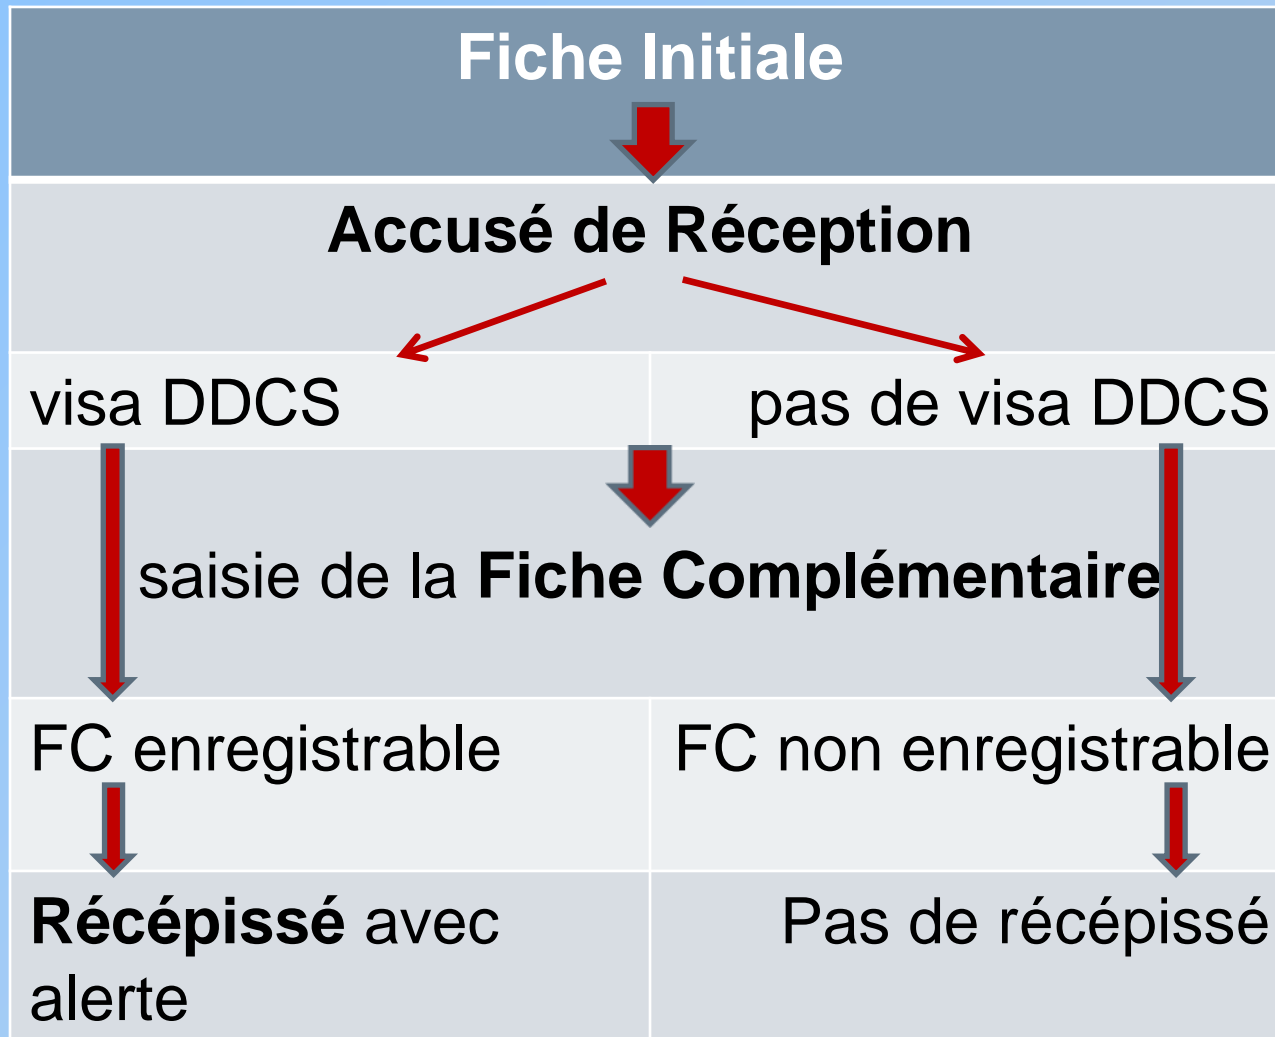 Fiche Initiale
Accusé de Réception
visa DDCS
pas de visa DDCS
saisie de la Fiche Complémentaire
FC enregistrable
FC non enregistrable
Récépissé avec
alerte
Pas de récépissé